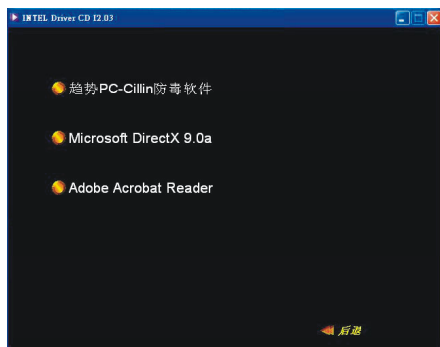 INTEL Driver CD I2.03
趋势PC-Cillin防毒软件
Microsoft DirectX 9.0a
Adobe Acrobat Reader
后退